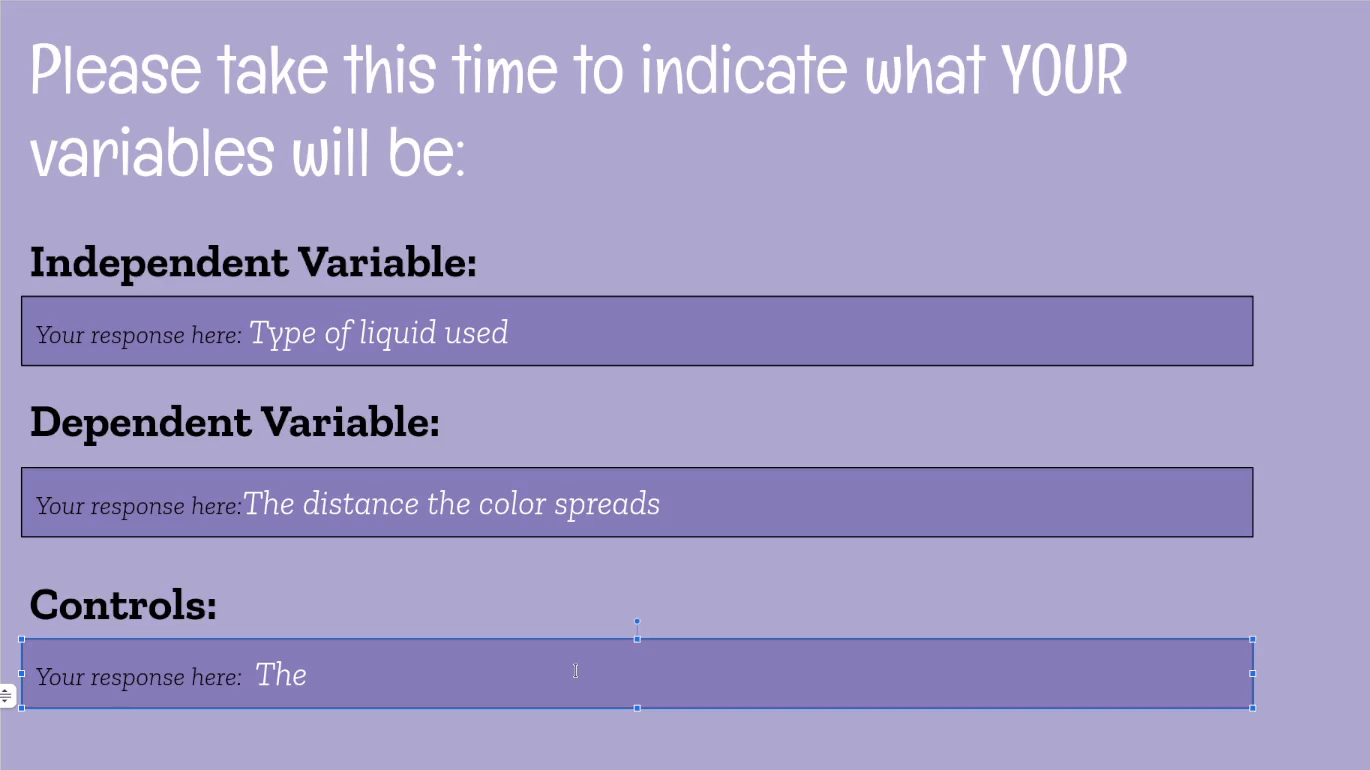 Please take this time to indicate what YOUR
variables will be:
Independent Variable:
Your response here: Type of liquid used
Dependent Variable:
Your response here:The distance the color spreads
Controls:
Your response here: The